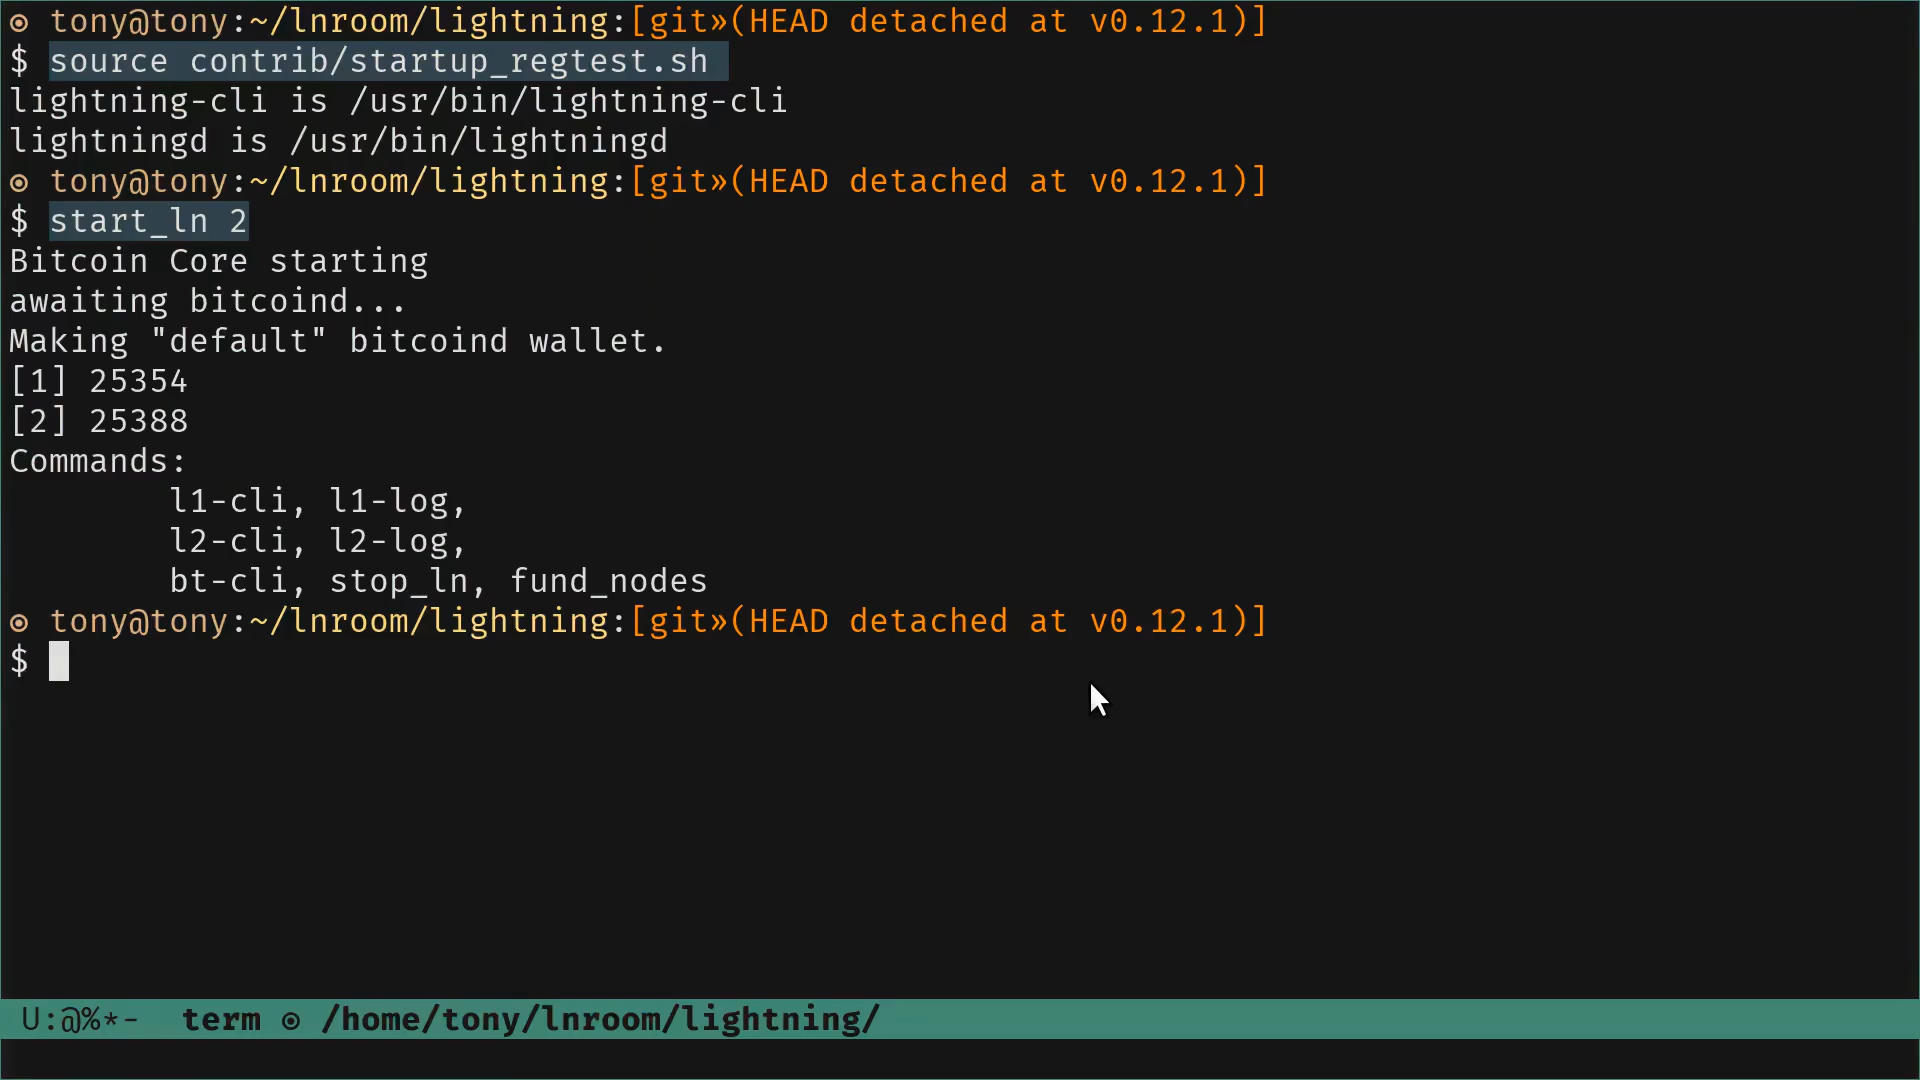 ⊙ tony@tony:~/lnroom/lightning:[git»(HEAD detached at v0.12.1)]
$ source contrib/startup_regtest.sh
lightning-cli is /usr/bin/lightning-cli
lightningd is /usr/bin/lightningd
⊙ tony@tony:~/lnroom/lightning:[git»(HEAD detached at v0.12.1)]
$ start_ln 2
Bitcoin Core starting
awaiting bitcoind...
Making "default" bitcoind wallet.
[1] 25354
[2] 25388
Commands:
        l1-cli, l1-log,
        l2-cli, l2-log,
        bt-cli, stop_ln, fund_nodes
⊙ tony@tony:~/lnroom/lightning:[git»(HEAD detached at v0.12.1)]
$
U:@%*-  term ⊙ /home/tony/lnroom/lightning/